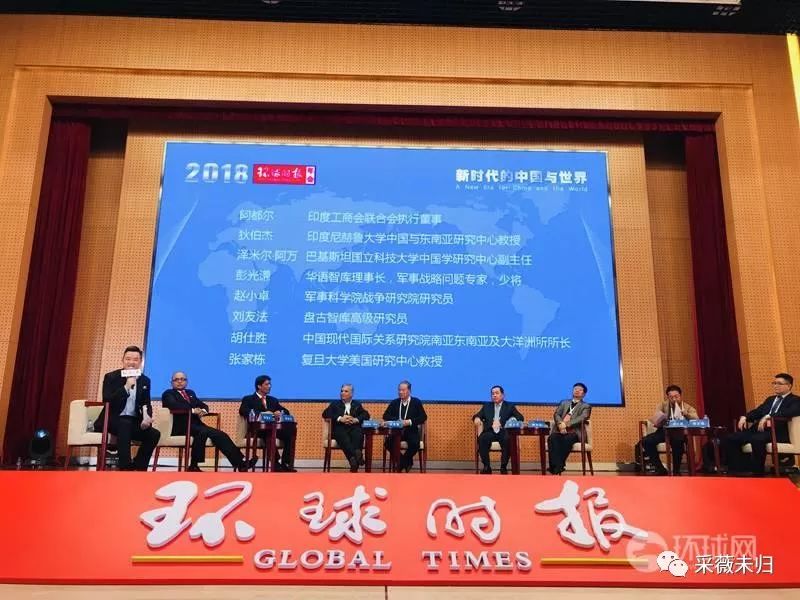 2018 环球时报 年会
新时代的中国与世界
A New Era for China and the World
阿都尔 印度工商会联合会执行董事
狄伯杰 印度尼赫鲁大学中国与东南亚研究中心教授
泽米尔·阿万 巴基斯坦国立科技大学中国学研究中心副主任
彭光谦 华语智库理事长，军事战略问题专家，少将
赵小卓 军事科学院战争研究院研究员
刘友法 盘古智库高级研究员
胡仕胜 中国现代国际关系研究院南亚东南亚及大洋洲所所长
张家栋 复旦大学美国研究中心教授
环球时报
GLOBAL TIMES
环球网
采薇未归